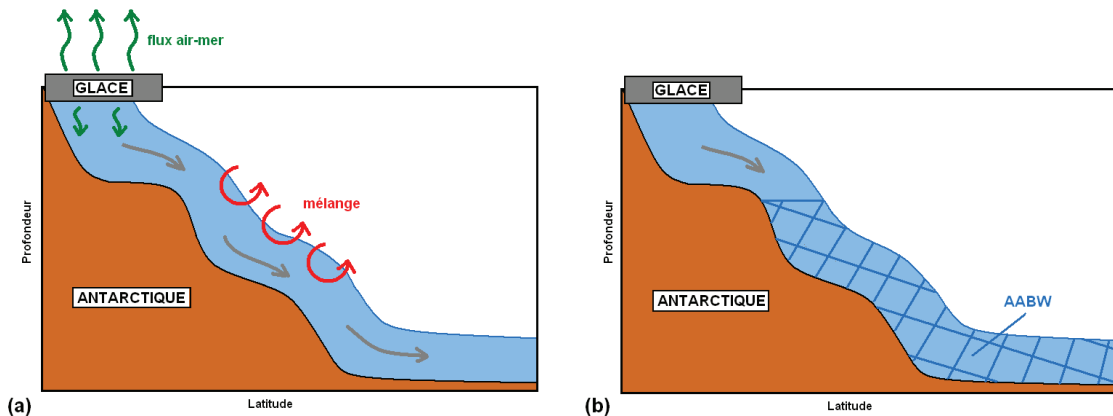 flux air-mer
GLACE
mélange
ANTARCTIQUE
Profondeur
Latitude
(a)
GLACE
AABW
ANTARCTIQUE
Profondeur
Latitude
(b)